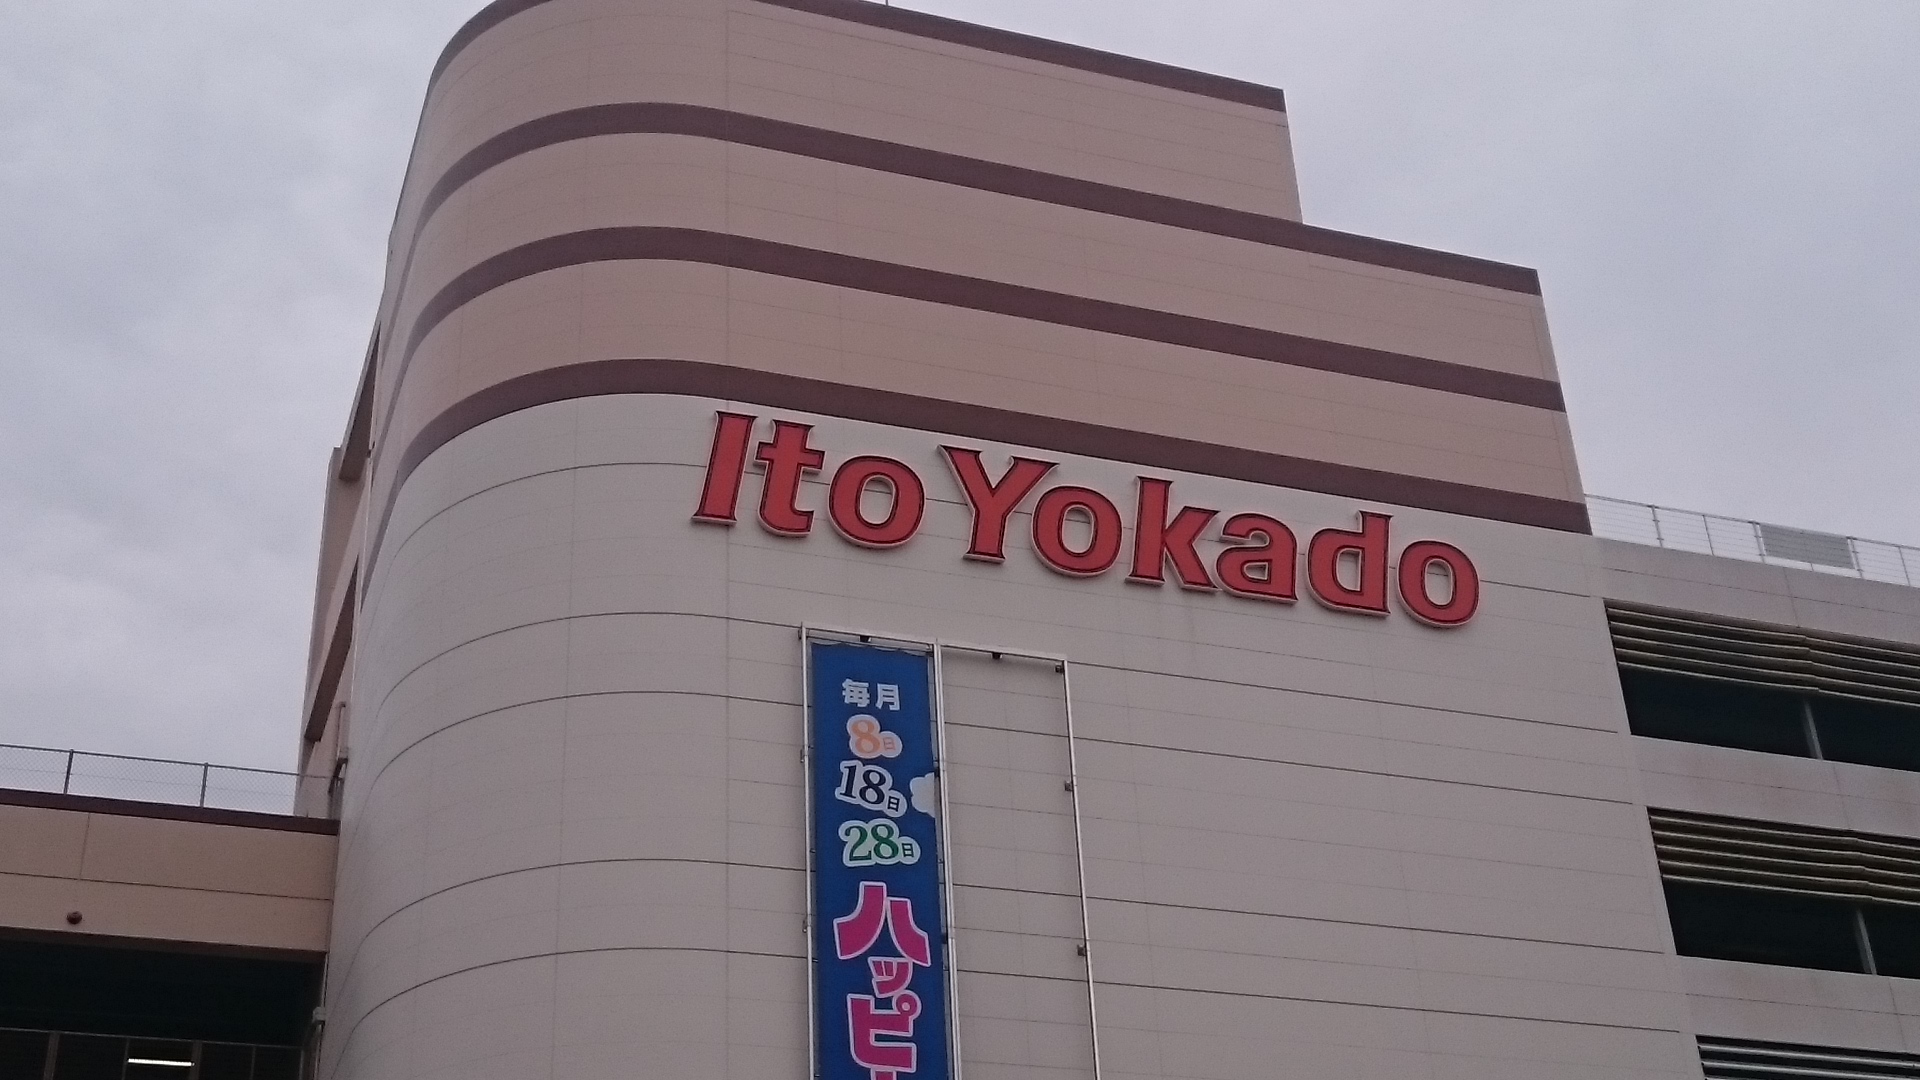 Ito Yokado
毎月
8日
18日
28日
ハッピ